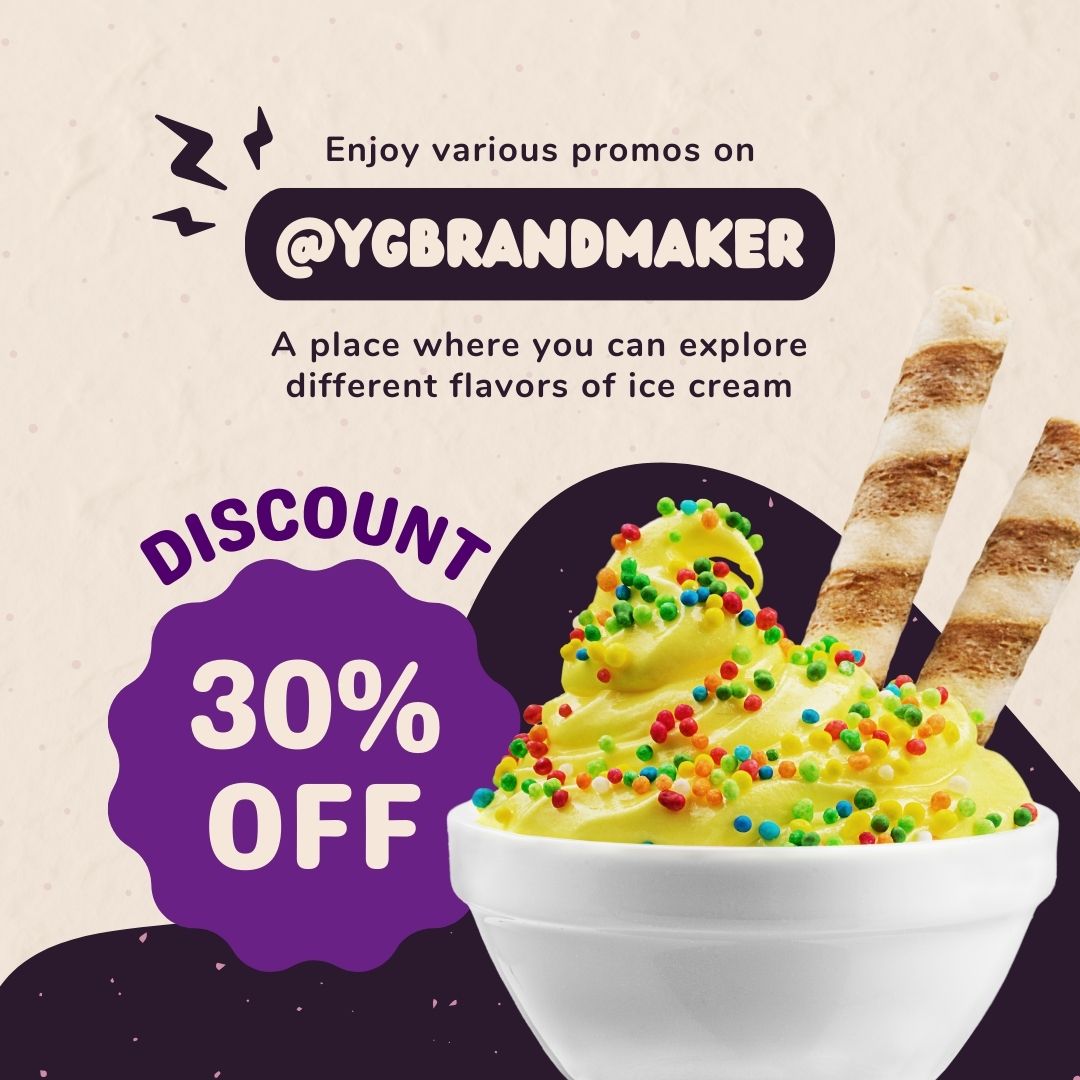 Enjoy various promos on
@YGBRANDMAKER
A place where you can explore
different flavors of ice cream
DISCOUNT
30%
OFF